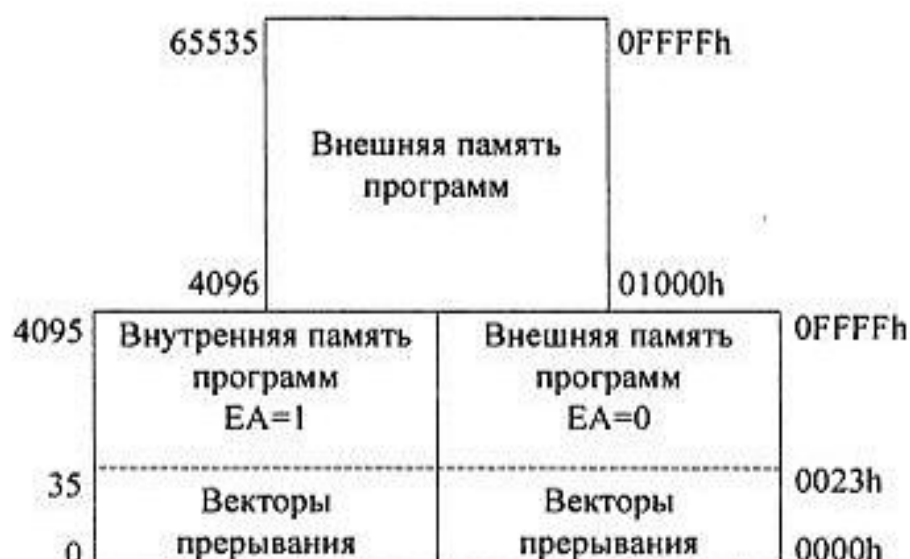 65535
0FFFFh
Внешняя память
программ
4096
01000h
4095
Внутренняя память
программ
EA=1
Внешняя память
программ
EA=0
0FFFFh
35
0023h
Векторы
прерывания
Векторы
прерывания
0
0000h